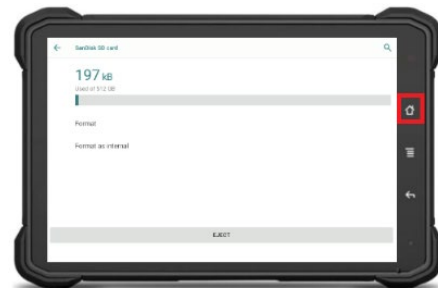 SanDisk SD card
197 kB
Used of 512 GB
Format
Format as internal
EJECT